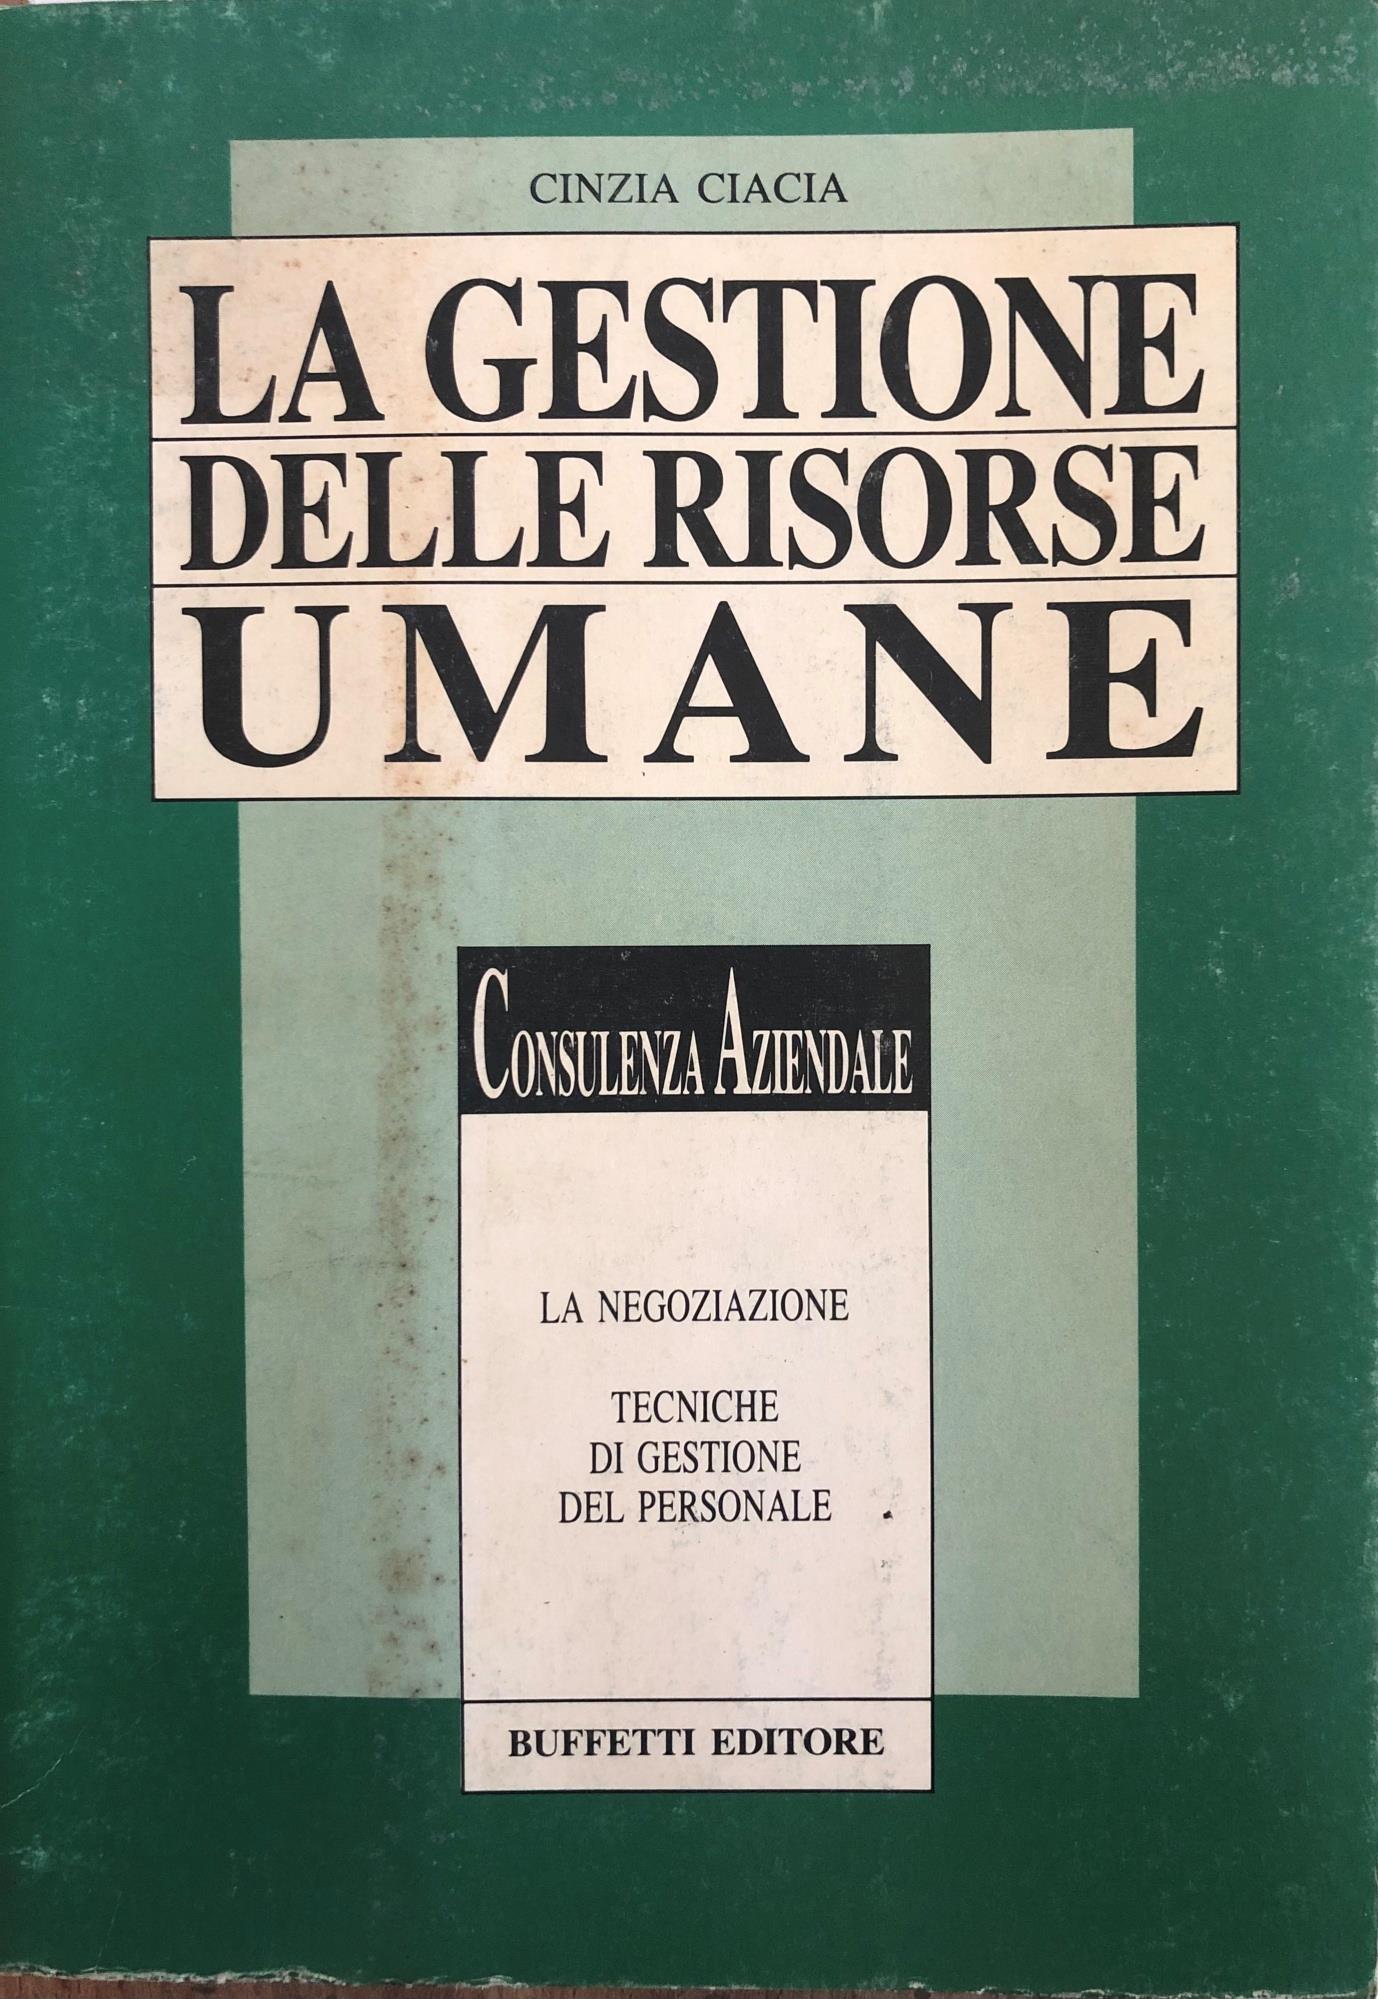 CINZIA CIACIA
LA GESTIONE
DELLE RISORSE
UMANE
CONSULENZA AZIENDALE
LA NEGOZIAZIONE
TECNICHE
DI GESTIONE
DEL PERSONALE
BUFFETTI EDITORE